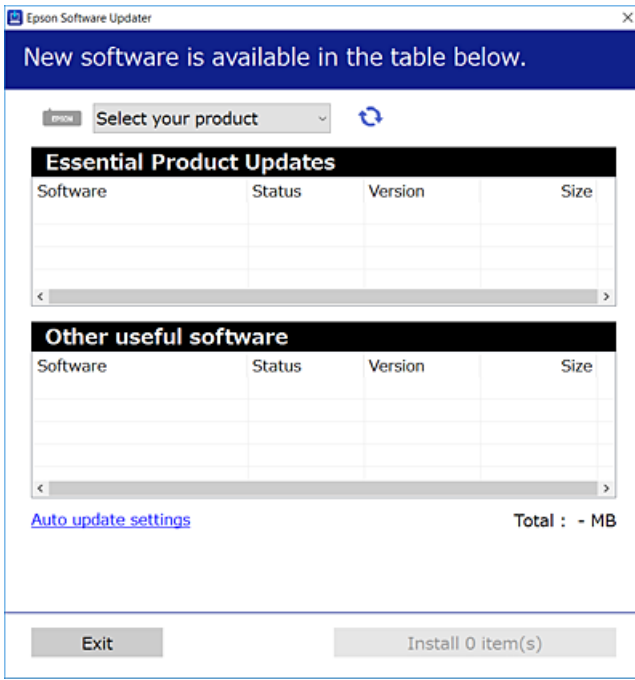 Epson Software Updater
New software is available in the table below.
EPSON Select your product
Essential Product Updates
Software Status Version Size
Other useful software
Software Status Version Size
Auto update settings Total : - MB
Exit Install 0 item(s)